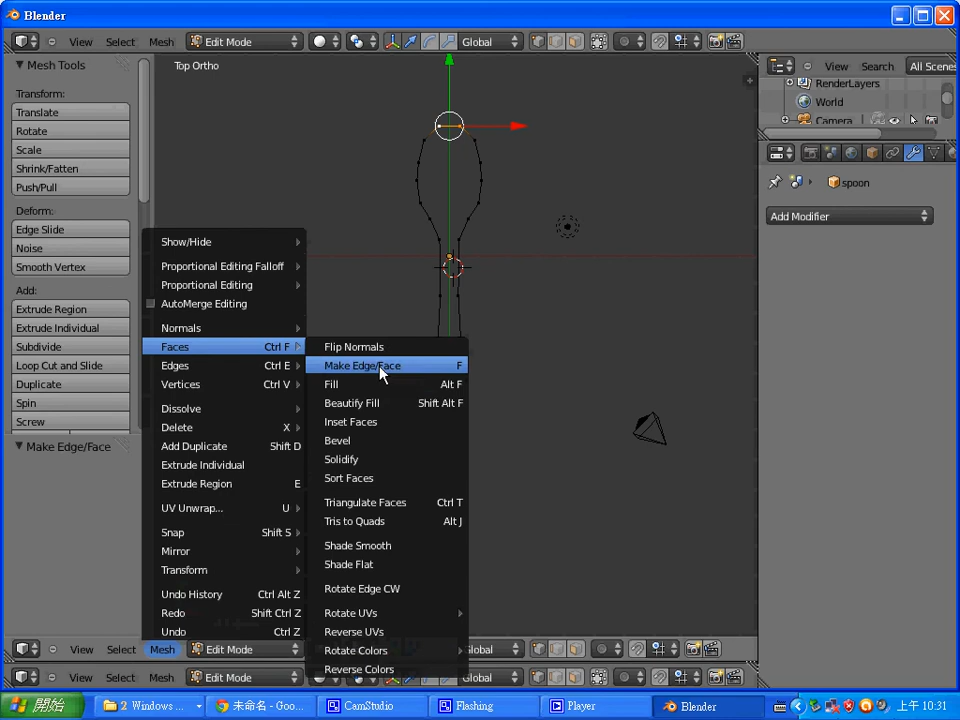 Blender
View Select Mesh Edit Mode Global
View Search All Scenes
Mesh Tools
Top Ortho
RenderLayers
World
Camera
Transform:
Translate
Rotate
Scale
Shrink/Fatten
Push/Pull
spoon
Add Modifier
Deform:
Edge Slide
Noise
Smooth Vertex
Add:
Extrude Region
Extrude Individual
Subdivide
Loop Cut and Slide
Duplicate
Spin
Screw
Make Edge/Face
Show/Hide
Proportional Editing Falloff
Proportional Editing
AutoMerge Editing
Normals
Faces Ctrl F
Edges Ctrl E
Vertices Ctrl V
Dissolve
Delete X
Add Duplicate Shift D
Extrude Individual
Extrude Region E
UV Unwrap... U
Snap Shift S
Mirror
Transform
Undo History Ctrl Alt Z
Redo Shift Ctrl Z
Undo Ctrl Z
Flip Normals
Make Edge/Face F
Fill Alt F
Beautify Fill Shift Alt F
Inset Faces
Bevel
Solidify
Sort Faces
Triangulate Faces Ctrl T
Tris to Quads Alt J
Shade Smooth
Shade Flat
Rotate Edge CW
Rotate UVs
Reverse UVs
Rotate Colors
Reverse Colors
View Select Mesh Edit Mode Global
View Select Mesh Edit Mode Global
開始 2 Windows ... 未命名 - Goo... CamStudio Flashing Player Blender 上午 10:31